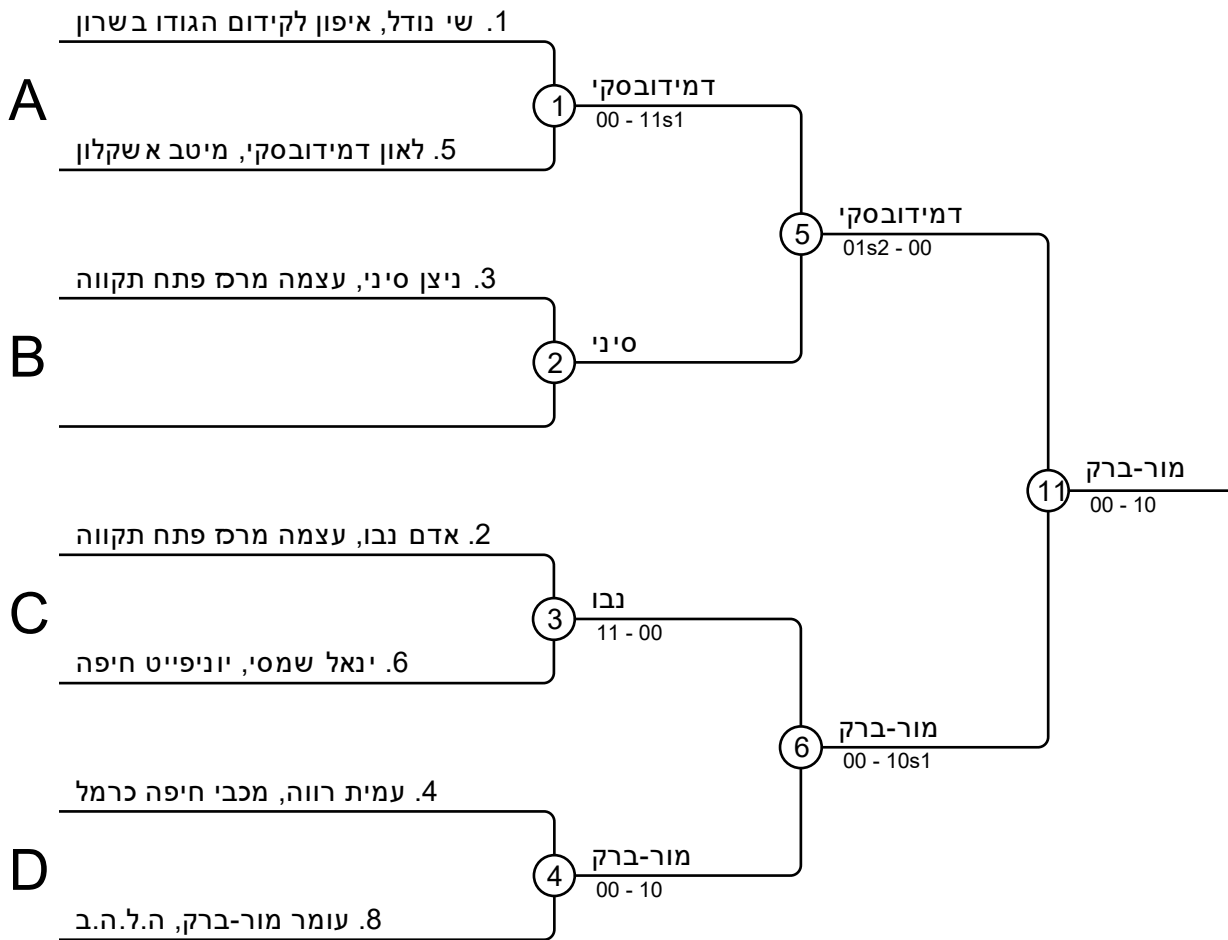 1. שי נודל, איפון לקידום הגודו בשרון
A
1
דמידובסקי
00 - 11s1
5. לאון דמידובסקי, מיטב אשקלון
5
דמידובסקי
01s2 - 00
3. ניצן סיני, עצמה מרכז פתח תקווה
B
2
סיני
11
מור-ברק
00 - 10
2. אדם נבו, עצמה מרכז פתח תקווה
C
3
נבו
11 - 00
6. ינאל שמסי, יוניפייט חיפה
6
מור-ברק
00 - 10s1
4. עמית רווה, מכבי חיפה כרמל
D
4
מור-ברק
00 - 10
8. עומר מור-ברק, ה.ל.ה.ב